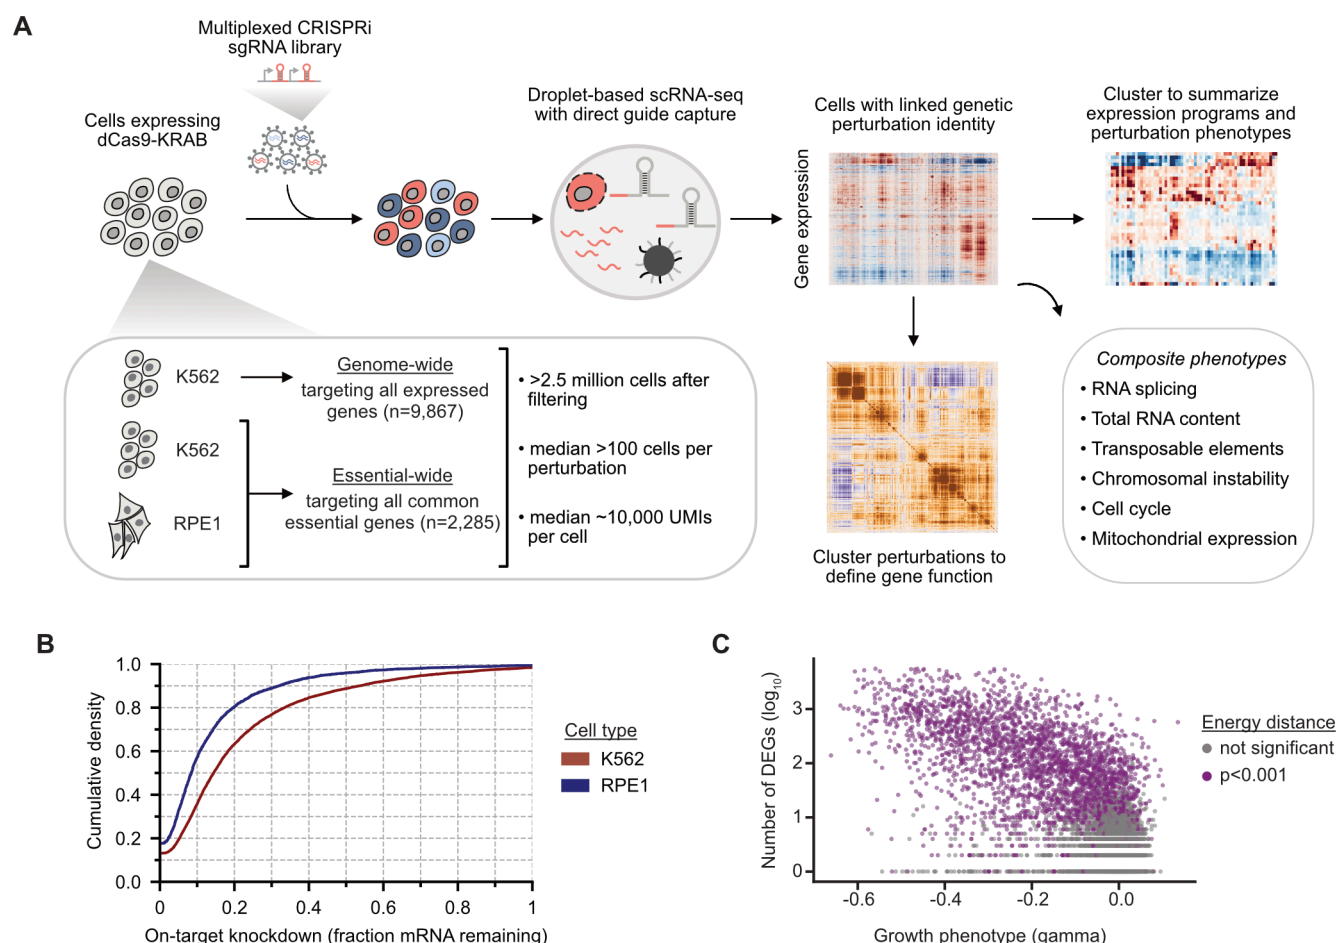 A
Multiplexed CRISPRi
sgRNA library
Cells expressing
dCas9-KRAB
Droplet-based scRNA-seq
with direct guide capture
Cells with linked genetic
perturbation identity
Gene expression
Cluster to summarize
expression programs and
perturbation phenotypes
K562
Genome-wide
targeting all expressed
genes (n=9,867)
K562
RPE1
Essential-wide
targeting all common
essential genes (n=2,285)
• >2.5 million cells after
filtering
• median >100 cells per
perturbation
• median ~10,000 UMIs
per cell
Cluster perturbations to
define gene function
Composite phenotypes
• RNA splicing
• Total RNA content
• Transposable elements
• Chromosomal instability
• Cell cycle
• Mitochondrial expression
B
Cumulative density
1.0
0.8
0.6
0.4
0.2
0.0
0 0.2 0.4 0.6 0.8 1
On-target knockdown (fraction mRNA remaining)
Cell type
K562
RPE1
C
Number of DEGs (log10)
3
2
1
0
-0.6 -0.4 -0.2 0.0
Growth phenotype (gamma)
Energy distance
not significant
p<0.001